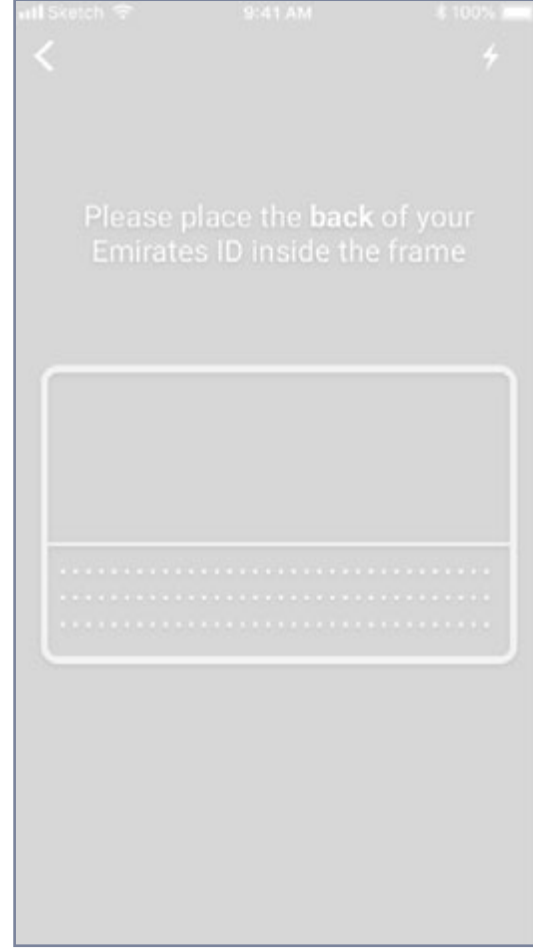 Sketch 9:41 AM 100%
Please place the back of your
Emirates ID inside the frame